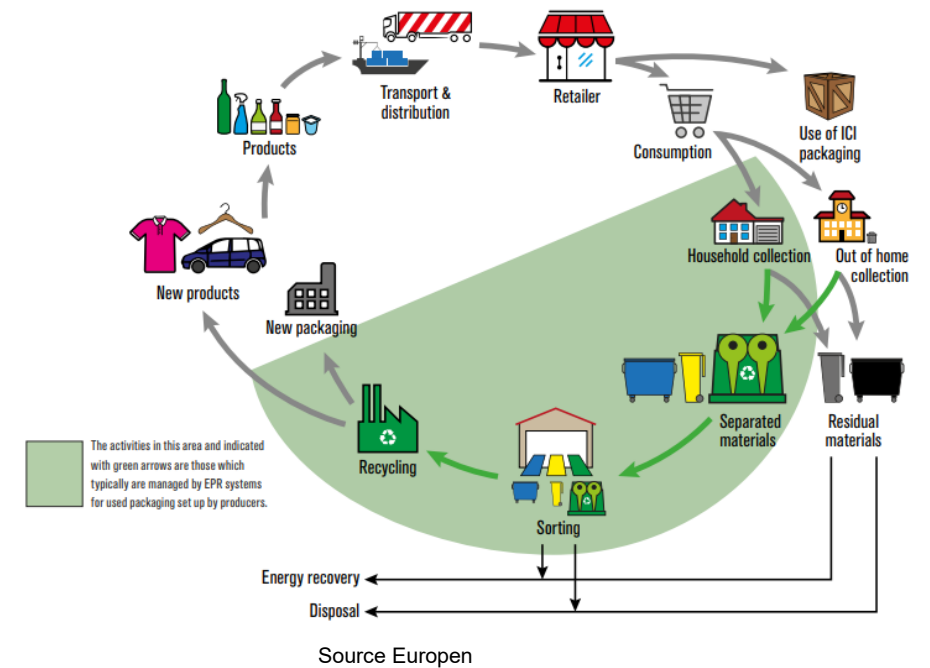 Transport &
distribution
Retailer
Products
Consumption
Use of ICI
packaging
New products
New packaging
Household collection
Out of home
collection
Separated
materials
Residual
materials
Recycling
Sorting
The activities in this area and indicated
with green arrows are those which
typically are managed by EPR systems
for used packaging set up by producers.
Energy recovery
Disposal
Source Europen